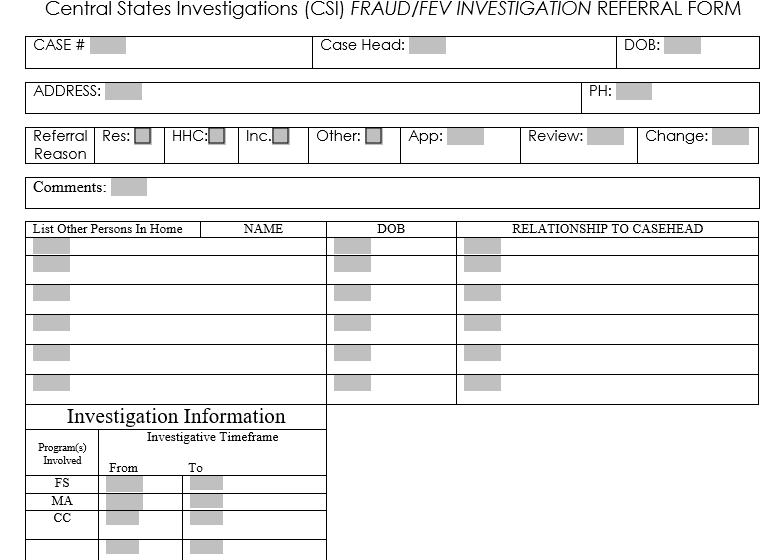 Central States Investigations (CSI) FRAUD/FEV INVESTIGATION REFERRAL FORM
CASE # Case Head: DOB:
ADDRESS: PH:
Referral Reason Res: HHC: Inc. Other: App: Review: Change:
Comments:
List Other Persons In Home NAME DOB RELATIONSHIP TO CASEHEAD
Investigation Information
Program(s) Involved Investigative Timeframe
From To
FS
MA
CC